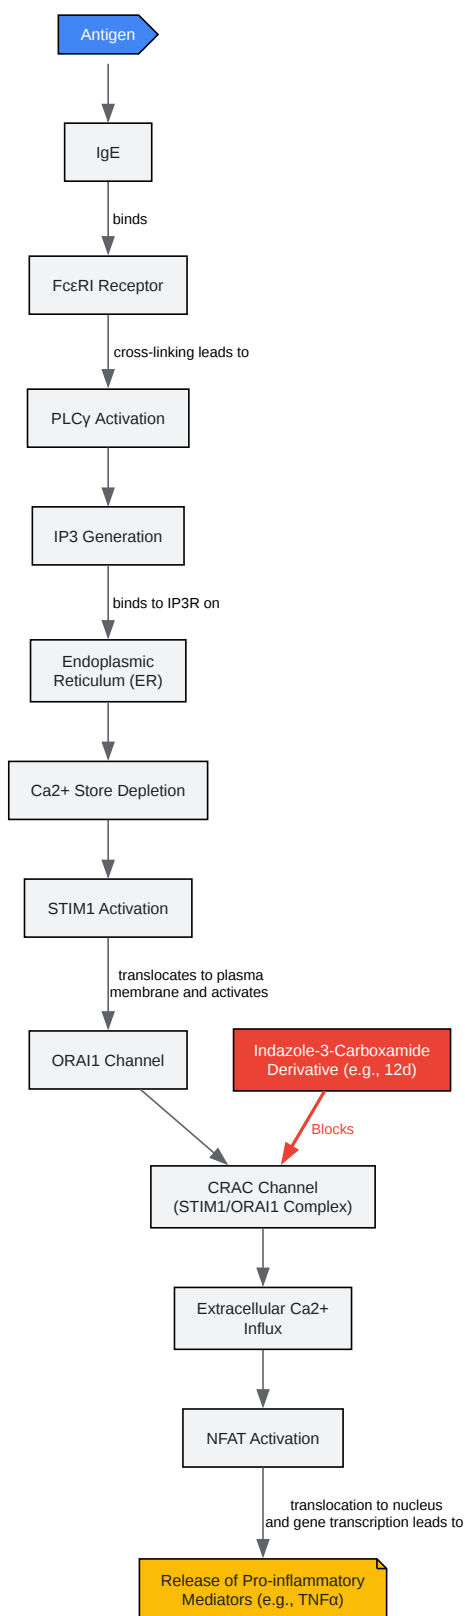 Antigen
IgE
binds
FcεRI Receptor
cross-linking leads to
PLCγ Activation
IP3 Generation
binds to IP3R on
Endoplasmic
Reticulum (ER)
Ca2+ Store Depletion
STIM1 Activation
translocates to plasma
membrane and activates
ORAI1 Channel
Indazole-3-Carboxamide
Derivative (e.g., 12d)
Blocks
CRAC Channel
(STIM1/ORAI1 Complex)
Extracellular Ca2+
Influx
NFAT Activation
translocation to nucleus
and gene transcription leads to
Release of Pro-inflammatory
Mediators (e.g., TNFα)